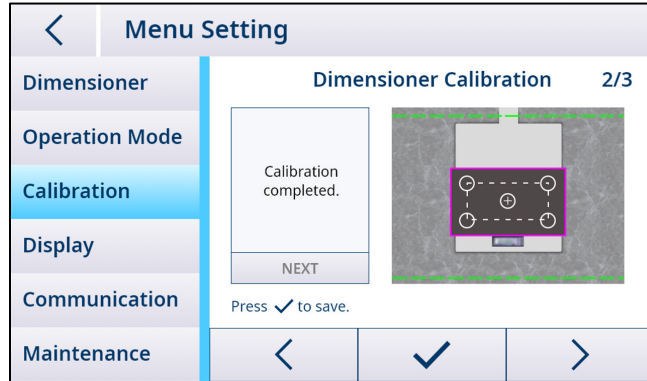 Menu Setting
Dimensioner
Operation Mode
Calibration
Display
Communication
Maintenance
Dimensioner Calibration 2/3
Calibration
completed.
NEXT
Press ✓ to save.